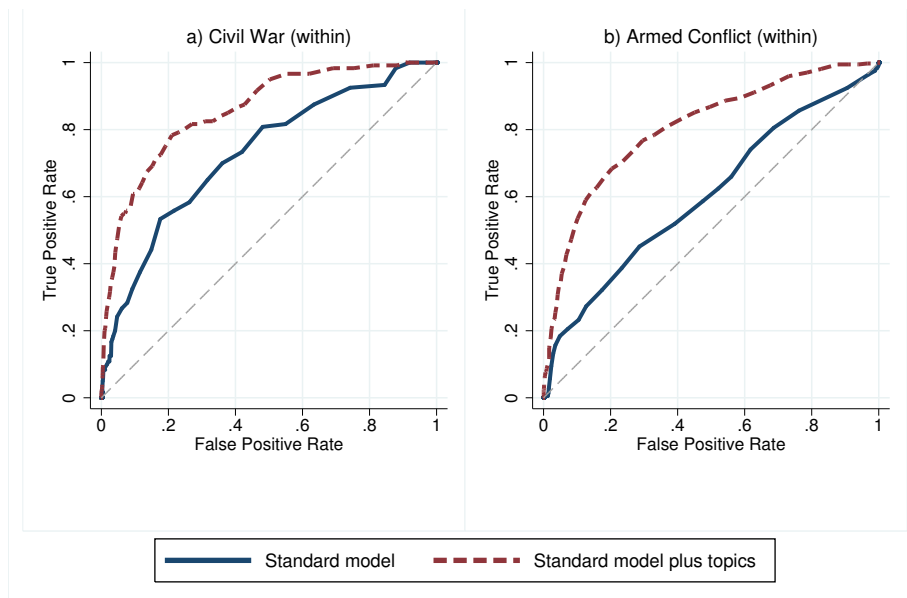 a) Civil War (within)
True Positive Rate
1
.8
.6
.4
.2
0
0 .2 .4 .6 .8 1
False Positive Rate
b) Armed Conflict (within)
True Positive Rate
1
.8
.6
.4
.2
0
0 .2 .4 .6 .8 1
False Positive Rate
Standard model Standard model plus topics